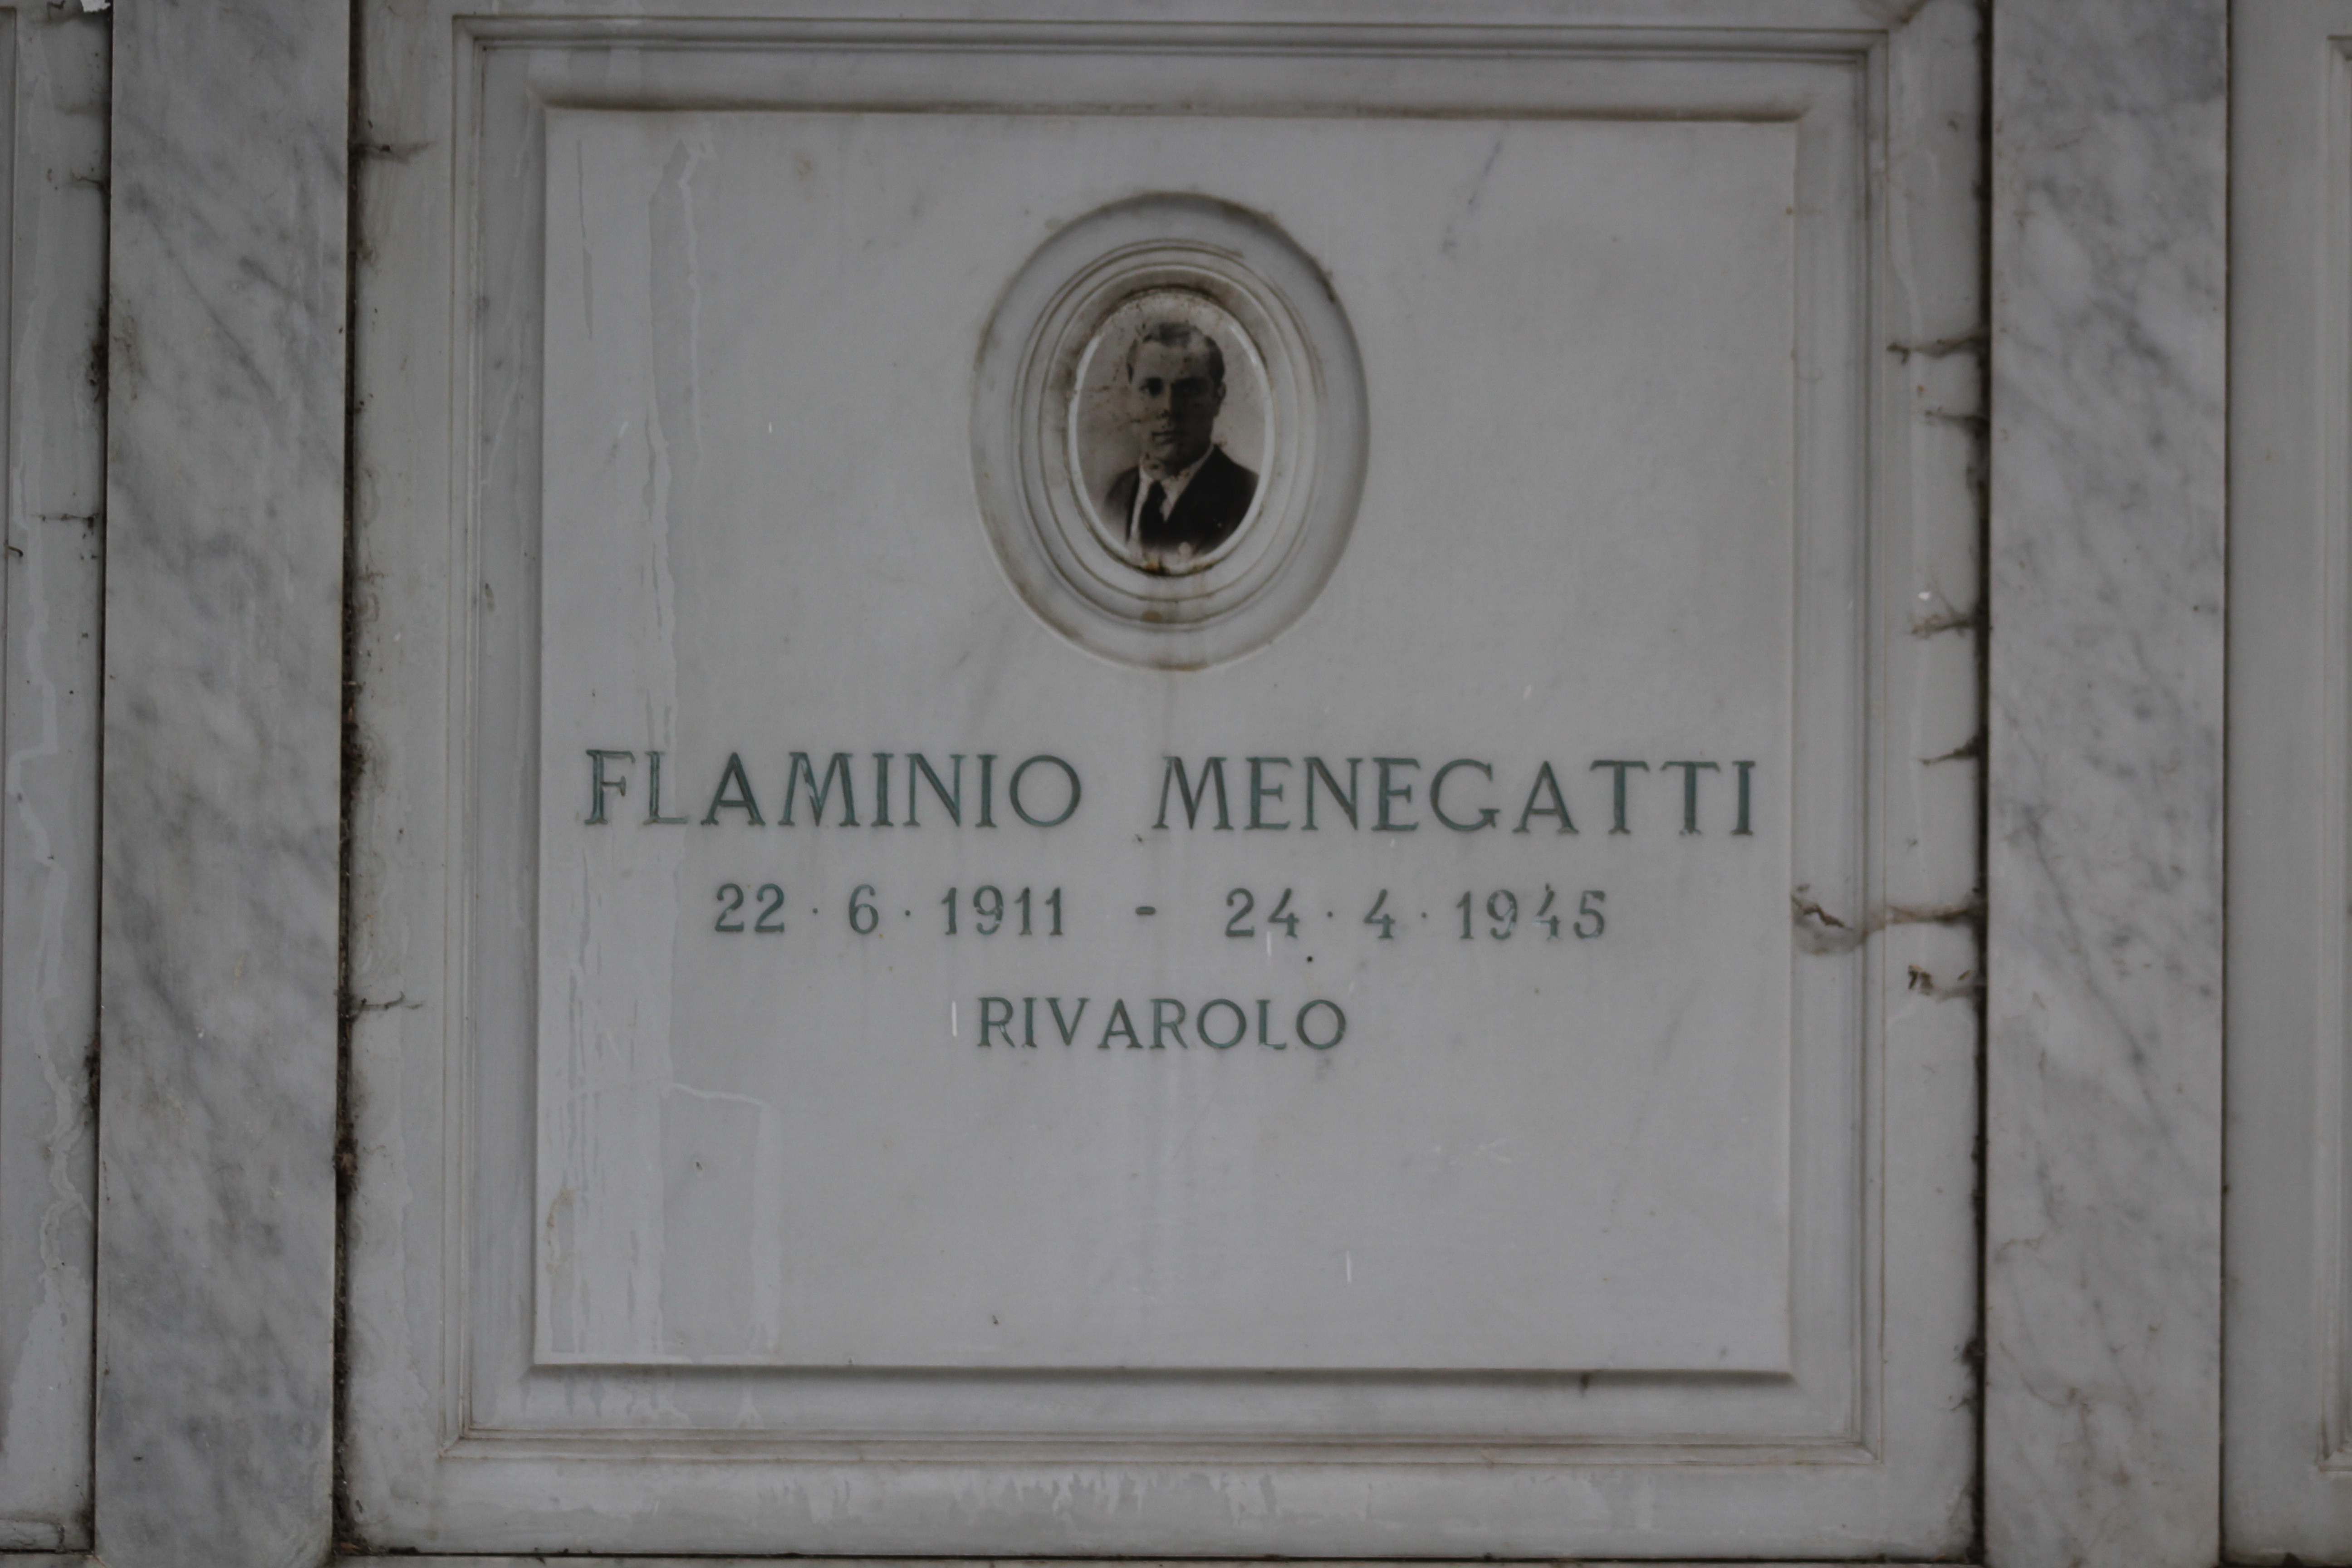 FLAMINIO MENEGATTI
22 · 6 · 1911 - 24 · 4 · 1945
RIVAROLO